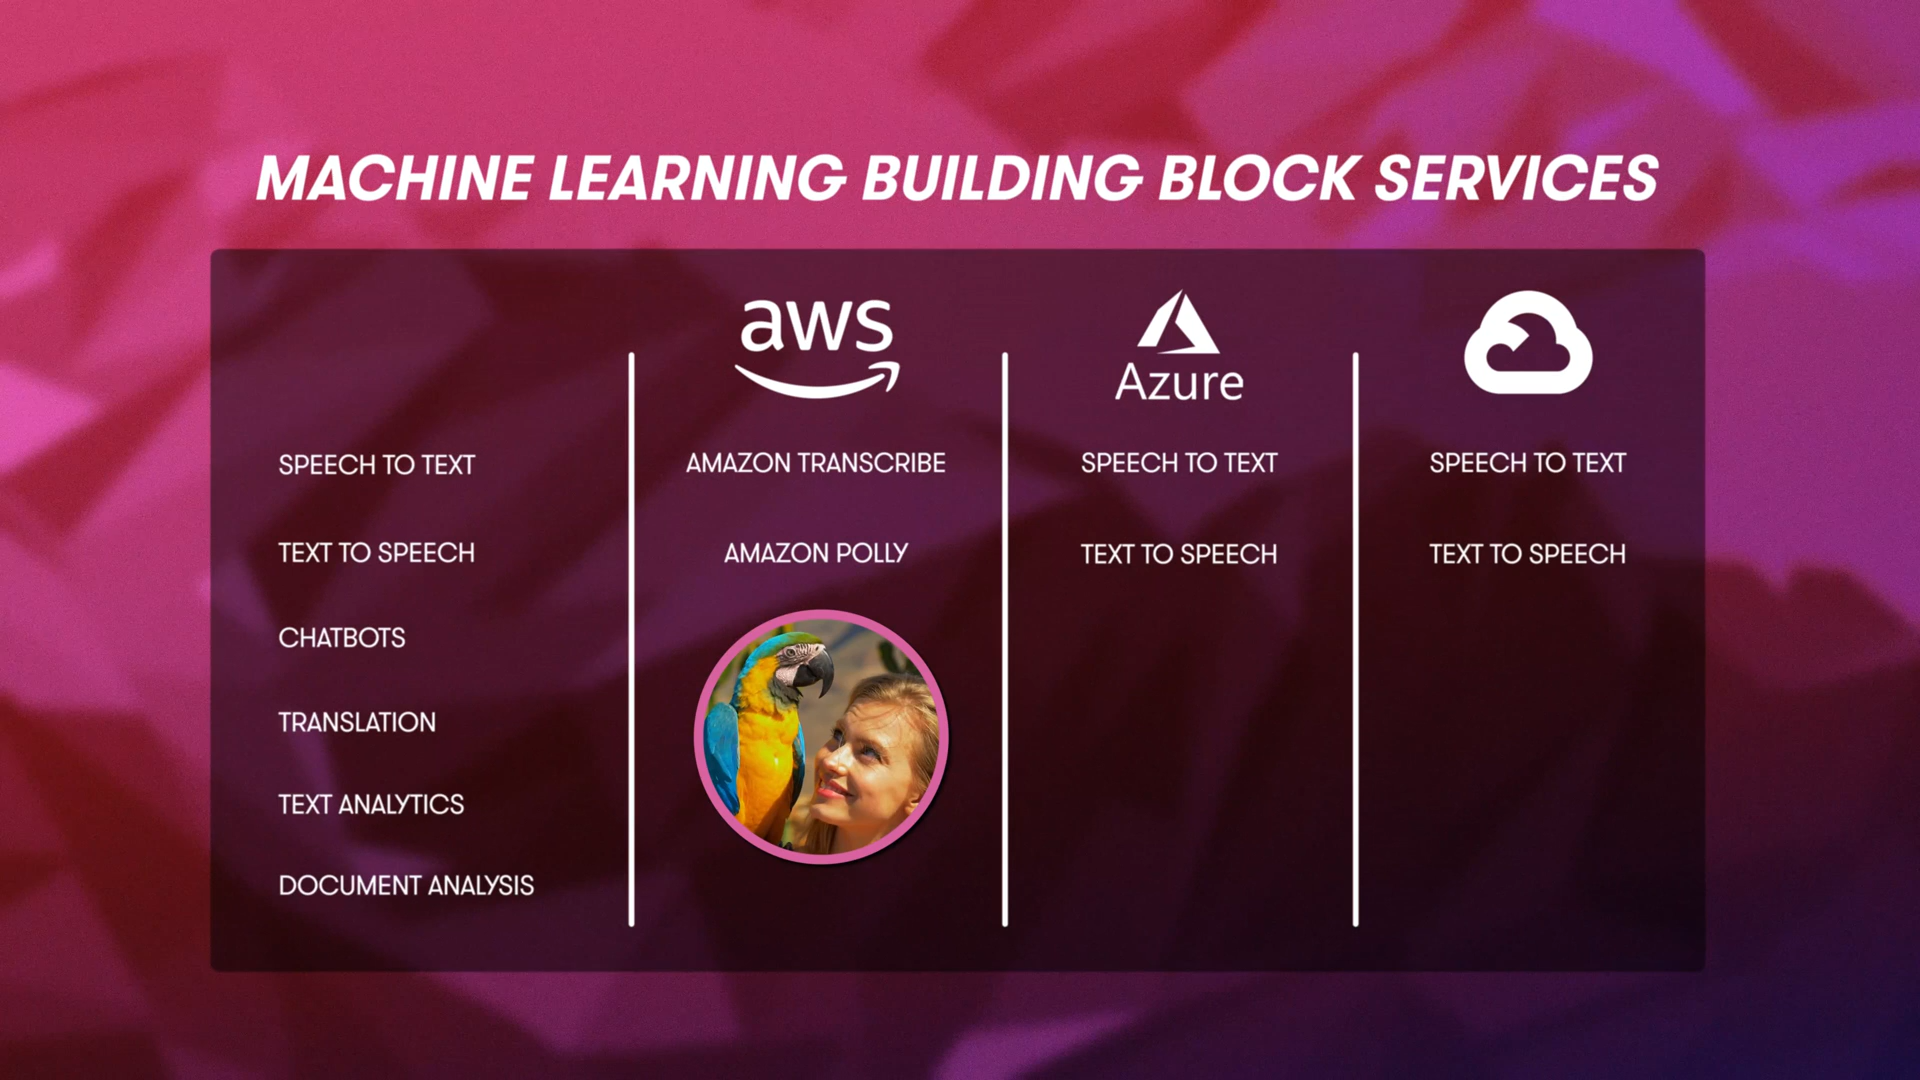 MACHINE LEARNING BUILDING BLOCK SERVICES
aws
Azure
SPEECH TO TEXT
AMAZON TRANSCRIBE
SPEECH TO TEXT
SPEECH TO TEXT
TEXT TO SPEECH
AMAZON POLLY
TEXT TO SPEECH
TEXT TO SPEECH
CHATBOTS
TRANSLATION
TEXT ANALYTICS
DOCUMENT ANALYSIS